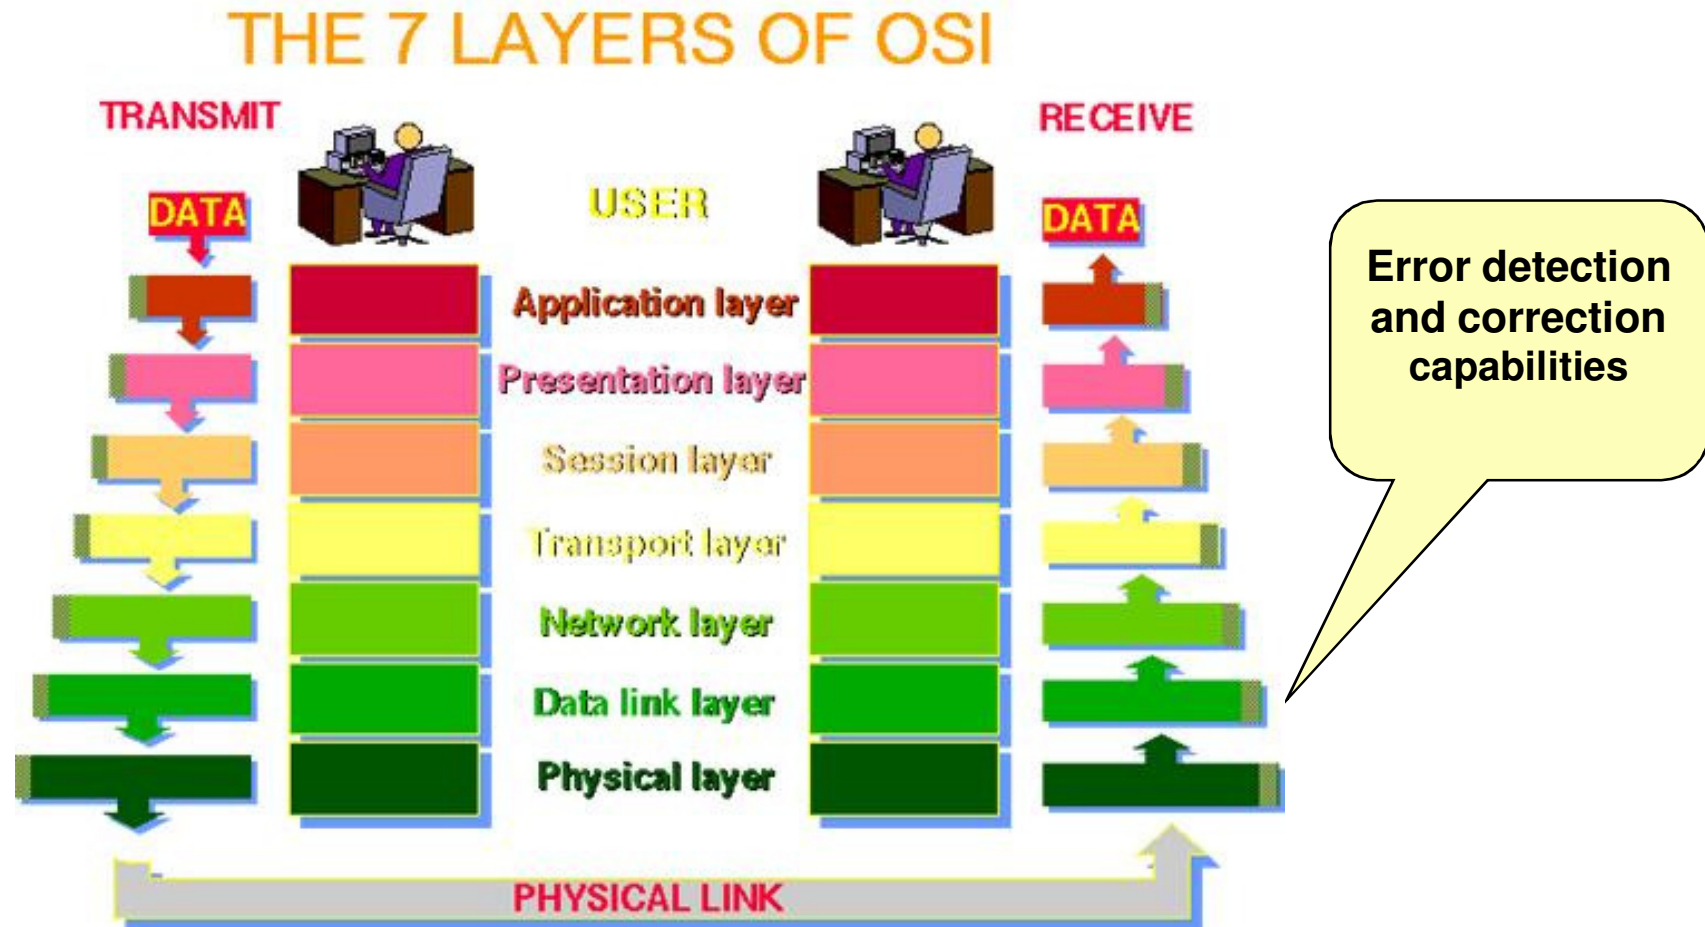 THE 7 LAYERS OF OSI
TRANSMIT
RECEIVE
DATA
USER
DATA
Application layer
Presentation layer
Session layer
Transport layer
Network layer
Data link layer
Physical layer
PHYSICAL LINK
Error detection
and correction
capabilities